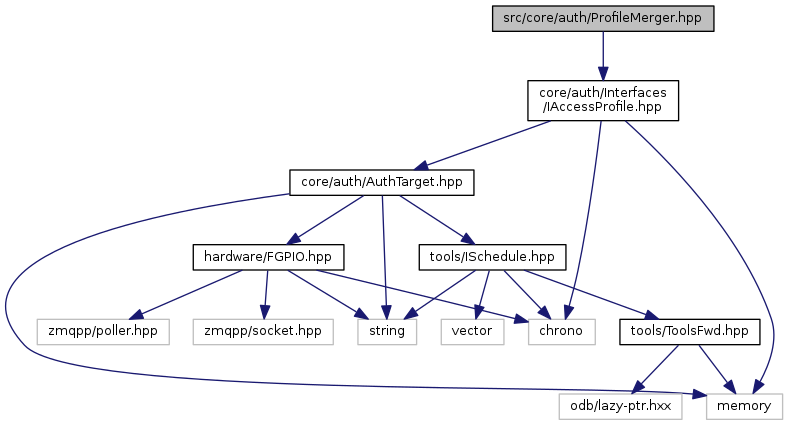 src/core/auth/ProfileMerger.hpp
core/auth/Interfaces
/IAccessProfile.hpp
core/auth/AuthTarget.hpp
hardware/FGPIO.hpp
tools/ISchedule.hpp
zmqpp/poller.hpp
zmqpp/socket.hpp
string
vector
chrono
tools/ToolsFwd.hpp
odb/lazy-ptr.hxx
memory